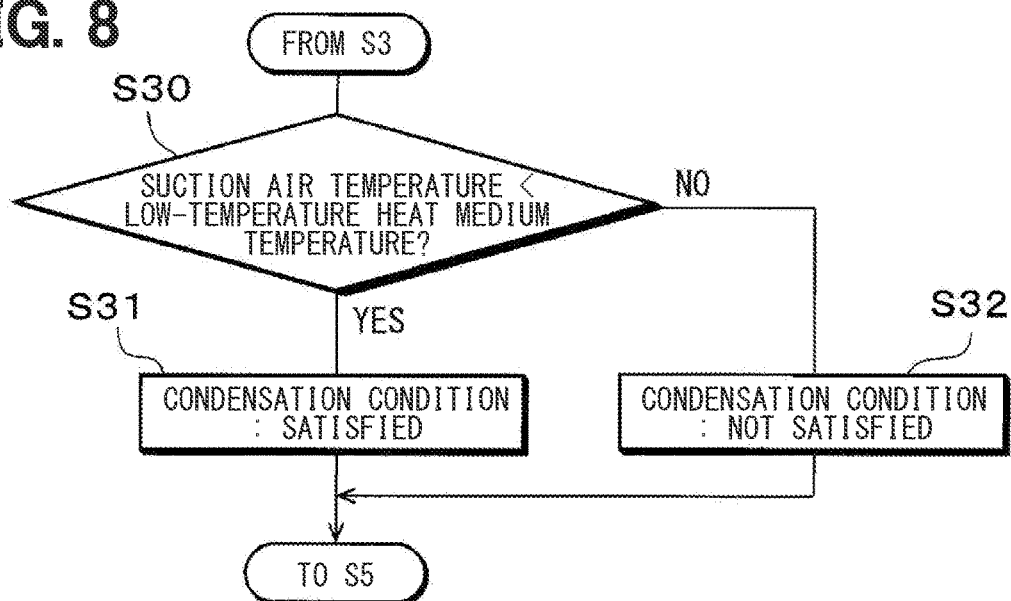 IG. 8
FROM S3
S30
SUCTION AIR TEMPERATURE <
LOW-TEMPERATURE HEAT MEDIUM
TEMPERATURE?
NO
YES
S31
S32
CONDENSATION CONDITION
: SATISFIED
CONDENSATION CONDITION
: NOT SATISFIED
TO S5